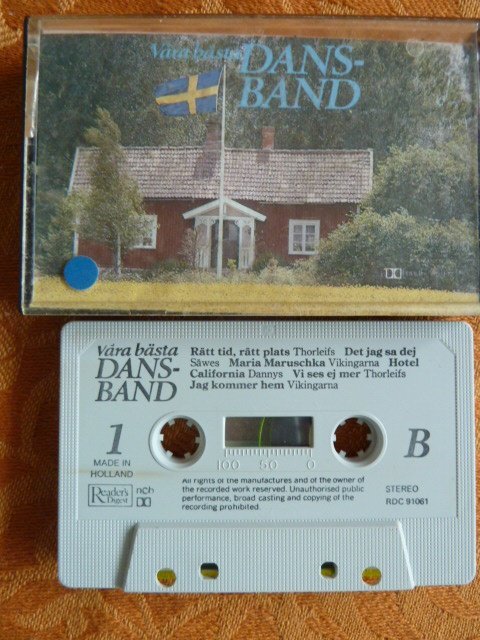 Våra bästa
DANS-
BAND
Våra bästa
DANS-
BAND
Rätt tid, rätt plats Thorleifs Det jag sa dej
Säwes Maria Maruschka Vikingarna Hotel
California Dannys Vi ses ej mer Thorleifs
Jag kommer hem Vikingarna
1
B
MADE IN
HOLLAND
100 50 0
Reader's
Digest
ncb
All rights of the manufactures and of the owner of
the recorded work reserved. Unauthorised public
performance, broad casting and copying of the
recording prohibited.
STEREO
RDC 91061